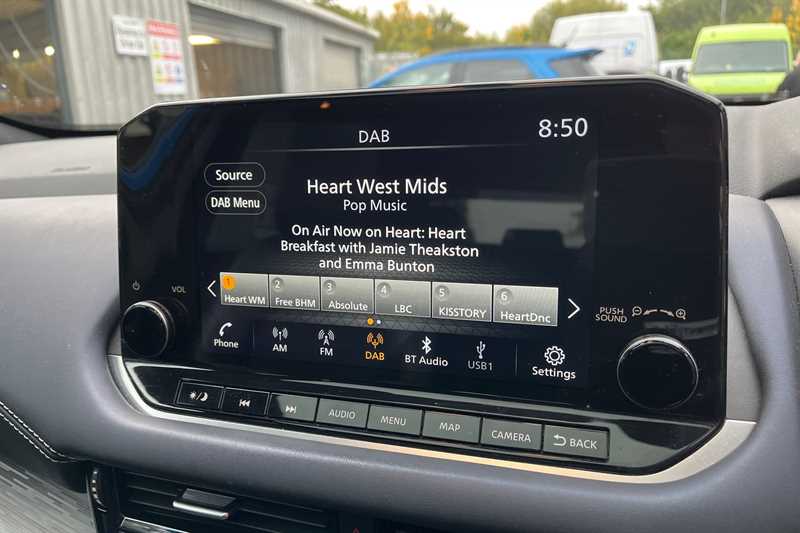 DAB
8:50
Source
DAB Menu
Heart West Mids
Pop Music
On Air Now on Heart: Heart
Breakfast with Jamie Theakston
and Emma Bunton
1 2 3 4 5 6
Heart WM Free BHM Absolute LBC KISSTORY HeartDnc
Phone AM FM DAB BT Audio USB1 Settings
VOL
PUSH
SOUND
AUDIO MENU MAP CAMERA BACK